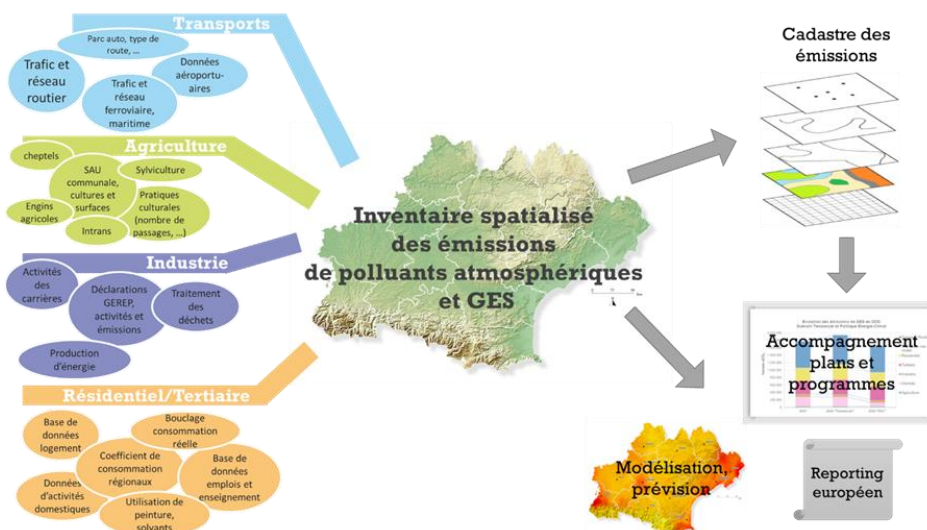 Transports
Parc auto, type de
route, ...
Trafic et
réseau
routier
Données
aéroportu-
aires
Trafic et
réseau
ferroviaire,
maritime
Agriculture
cheptels
SAU
communale,
cultures et
surfaces
Sylviculture
Engins
agricoles
Pratiques
culturales
(nombre de
passages, ...)
Intrans
Industrie
Activités
des
carrières
Déclarations
GEREP,
activités et
émissions
Traitement
des
déchets
Production
d'énergie
Résidentiel/Tertiaire
Base de
données
logement
Bouclage
consommation
réelle
Coefficient de
consommation
régionaux
Base de
données
emplois et
enseignement
Données
d'activités
domestiques
Utilisation de
peinture,
solvants
Inventaire spatialisé
des émissions
de polluants atmosphériques
et GES
Cadastre des
émissions
Accompagnement
plans et
programmes
Modélisation,
prévision
Reporting
européen